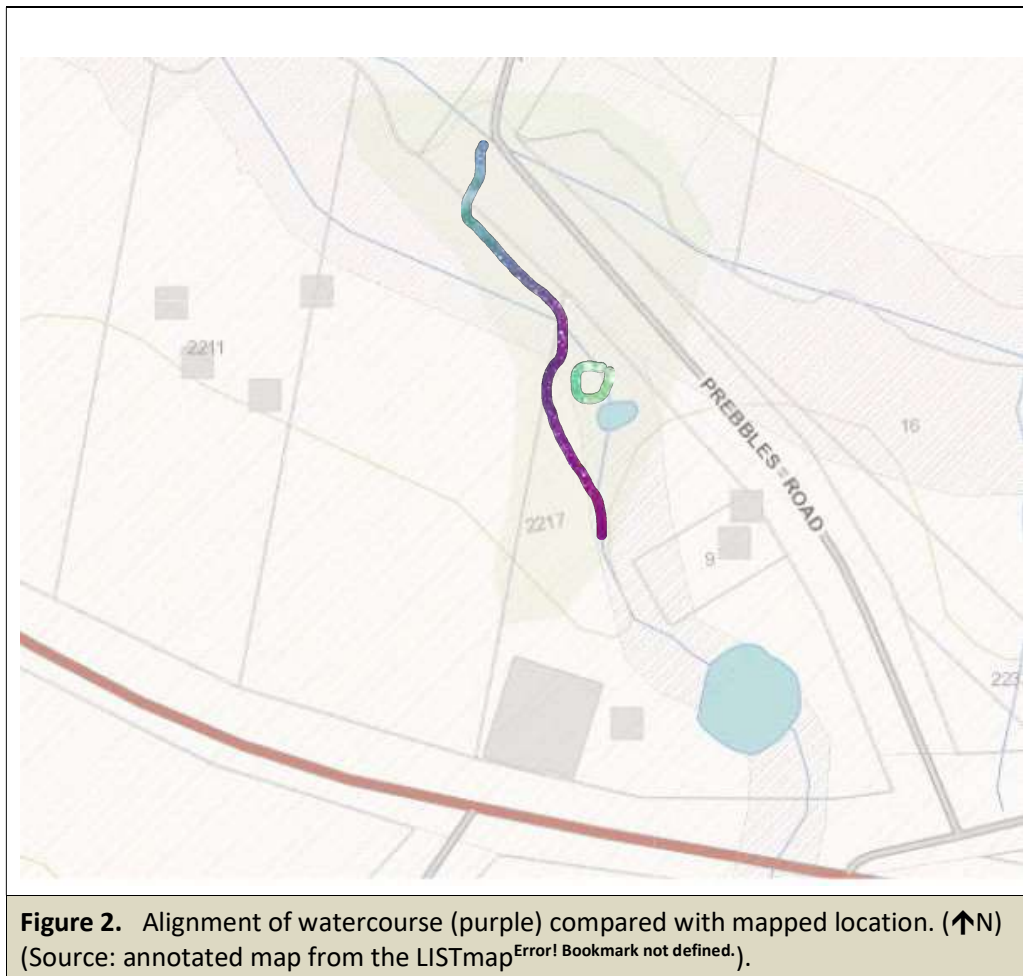 2211
16
PREBBLES ROAD
2217
9
223
Figure 2. Alignment of watercourse (purple) compared with mapped location. (↑N)
(Source: annotated map from the LISTmapError! Bookmark not defined.).